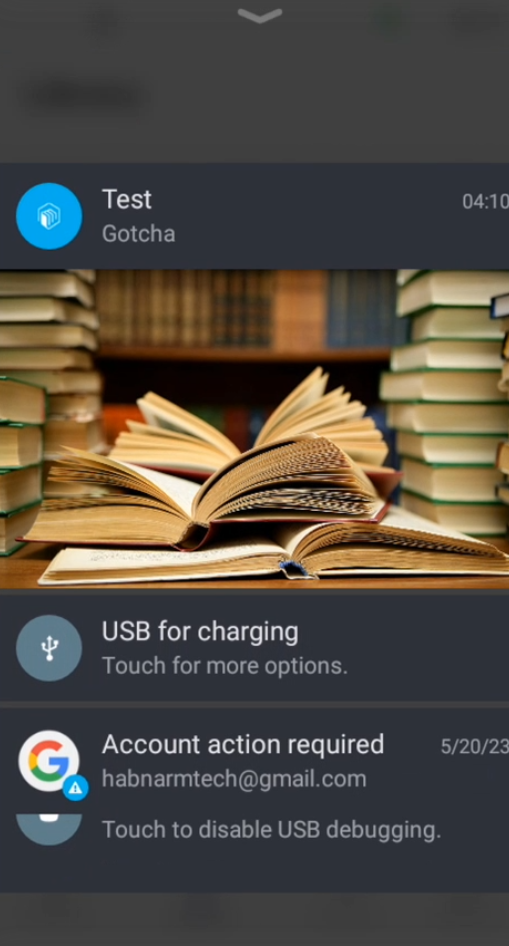 Test
04:10
Gotcha
USB for charging
Touch for more options.
Account action required
5/20/23
habnarmtech@gmail.com
Touch to disable USB debugging.